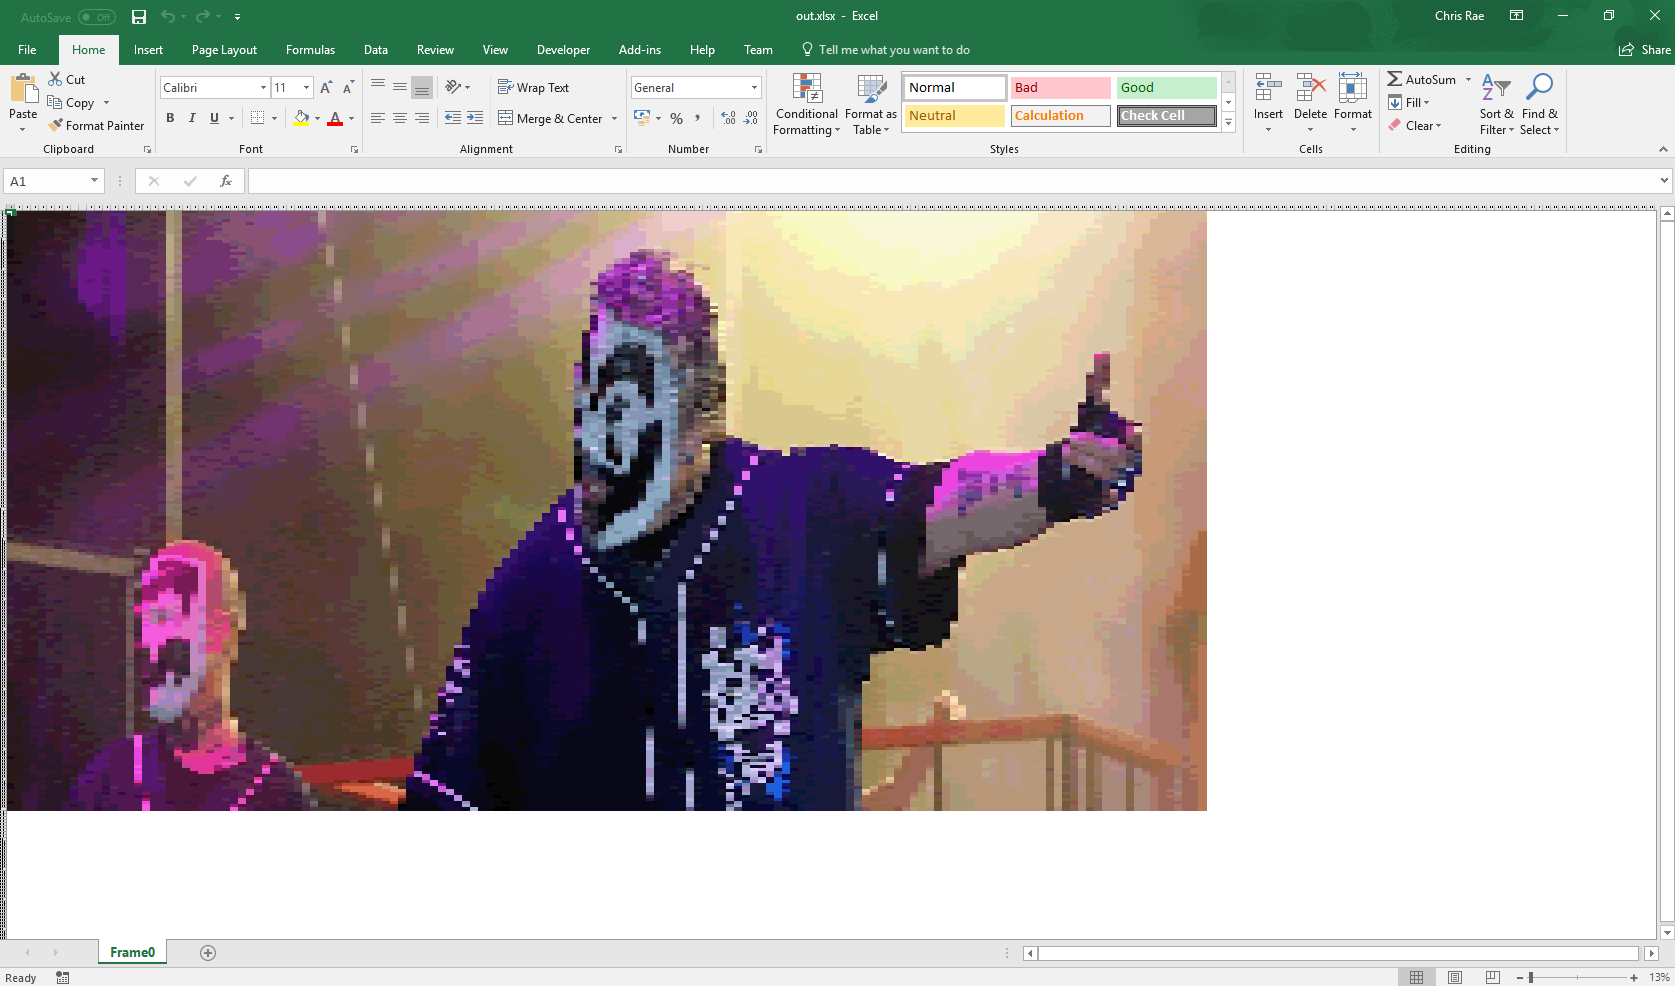 AutoSave Off
out.xlsx - Excel
Chris Rae
File Home Insert Page Layout Formulas Data Review View Developer Add-ins Help Team Tell me what you want to do
Share
Paste
Cut
Copy
Format Painter
Clipboard
Calibri 11
B I U
Font
Wrap Text
Merge & Center
Alignment
General
Number
Conditional Formatting
Format as Table
Normal Bad Good
Neutral Calculation Check Cell
Styles
Insert Delete Format
Cells
AutoSum
Fill
Clear
Sort & Filter
Find & Select
Editing
A1
fx
Frame0
Ready
13%